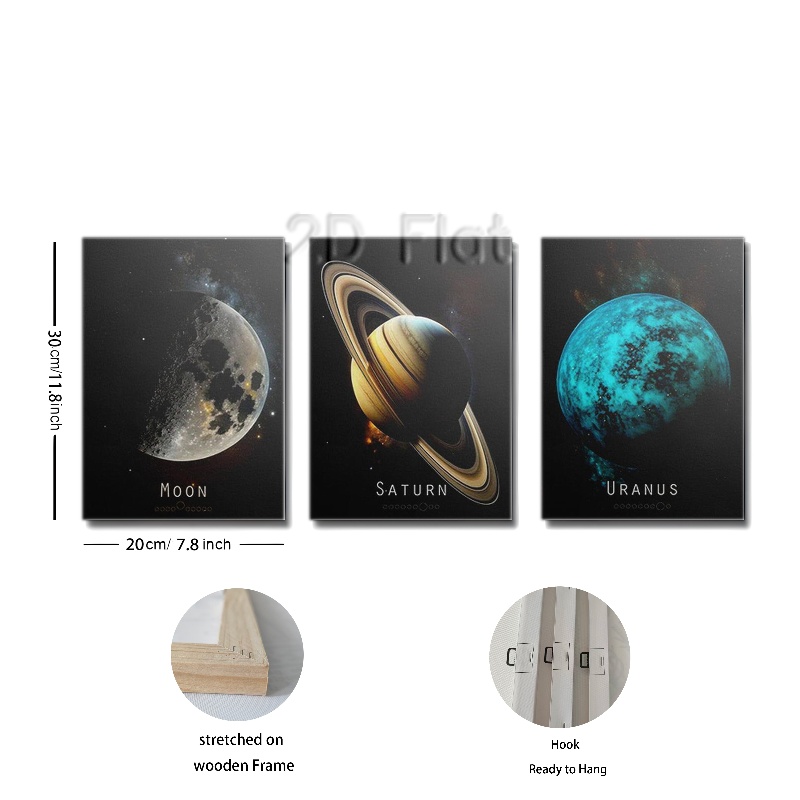 2D Flat
30cm/11.8inch
MOON
SATURN
URANUS
20cm/ 7.8 inch
stretched on
wooden Frame
Hook
Ready to Hang